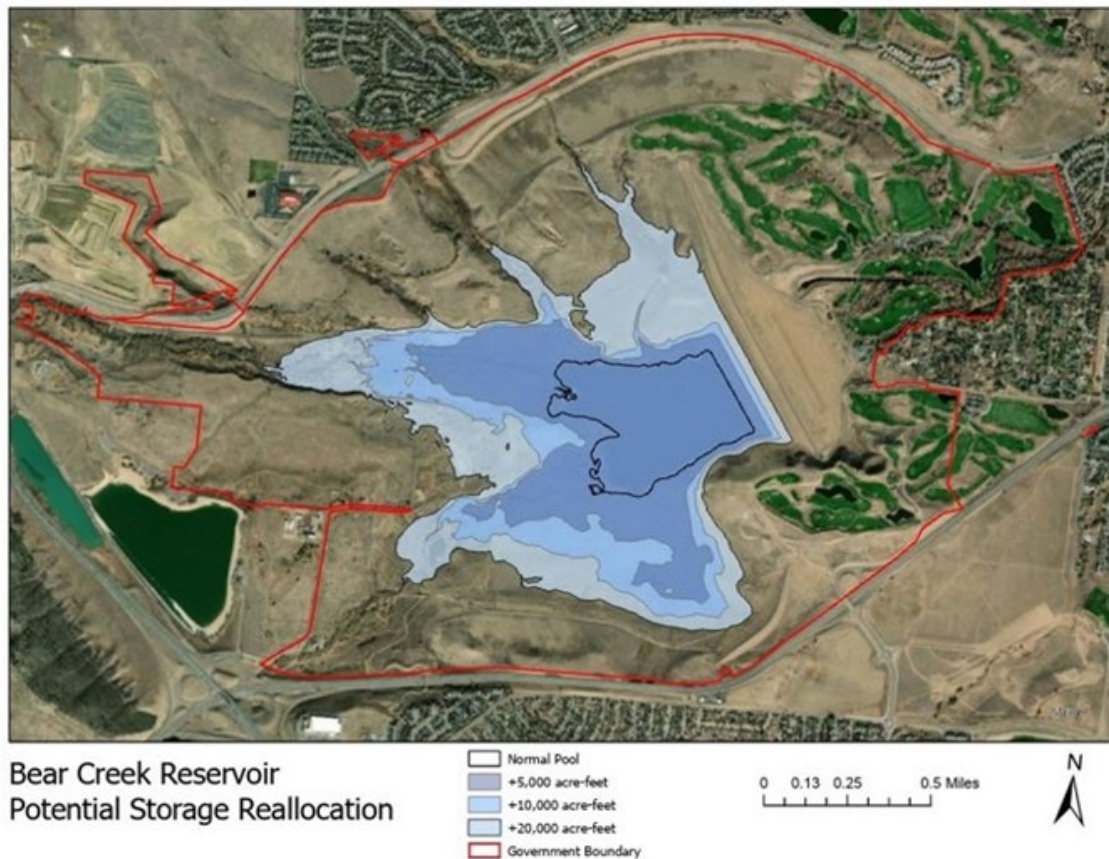 Bear Creek Reservoir
Potential Storage Reallocation
Normal Pool
+5,000 acre-feet
+10,000 acre-feet
+20,000 acre-feet
Government Boundary
0 0.13 0.25 0.5 Miles
N